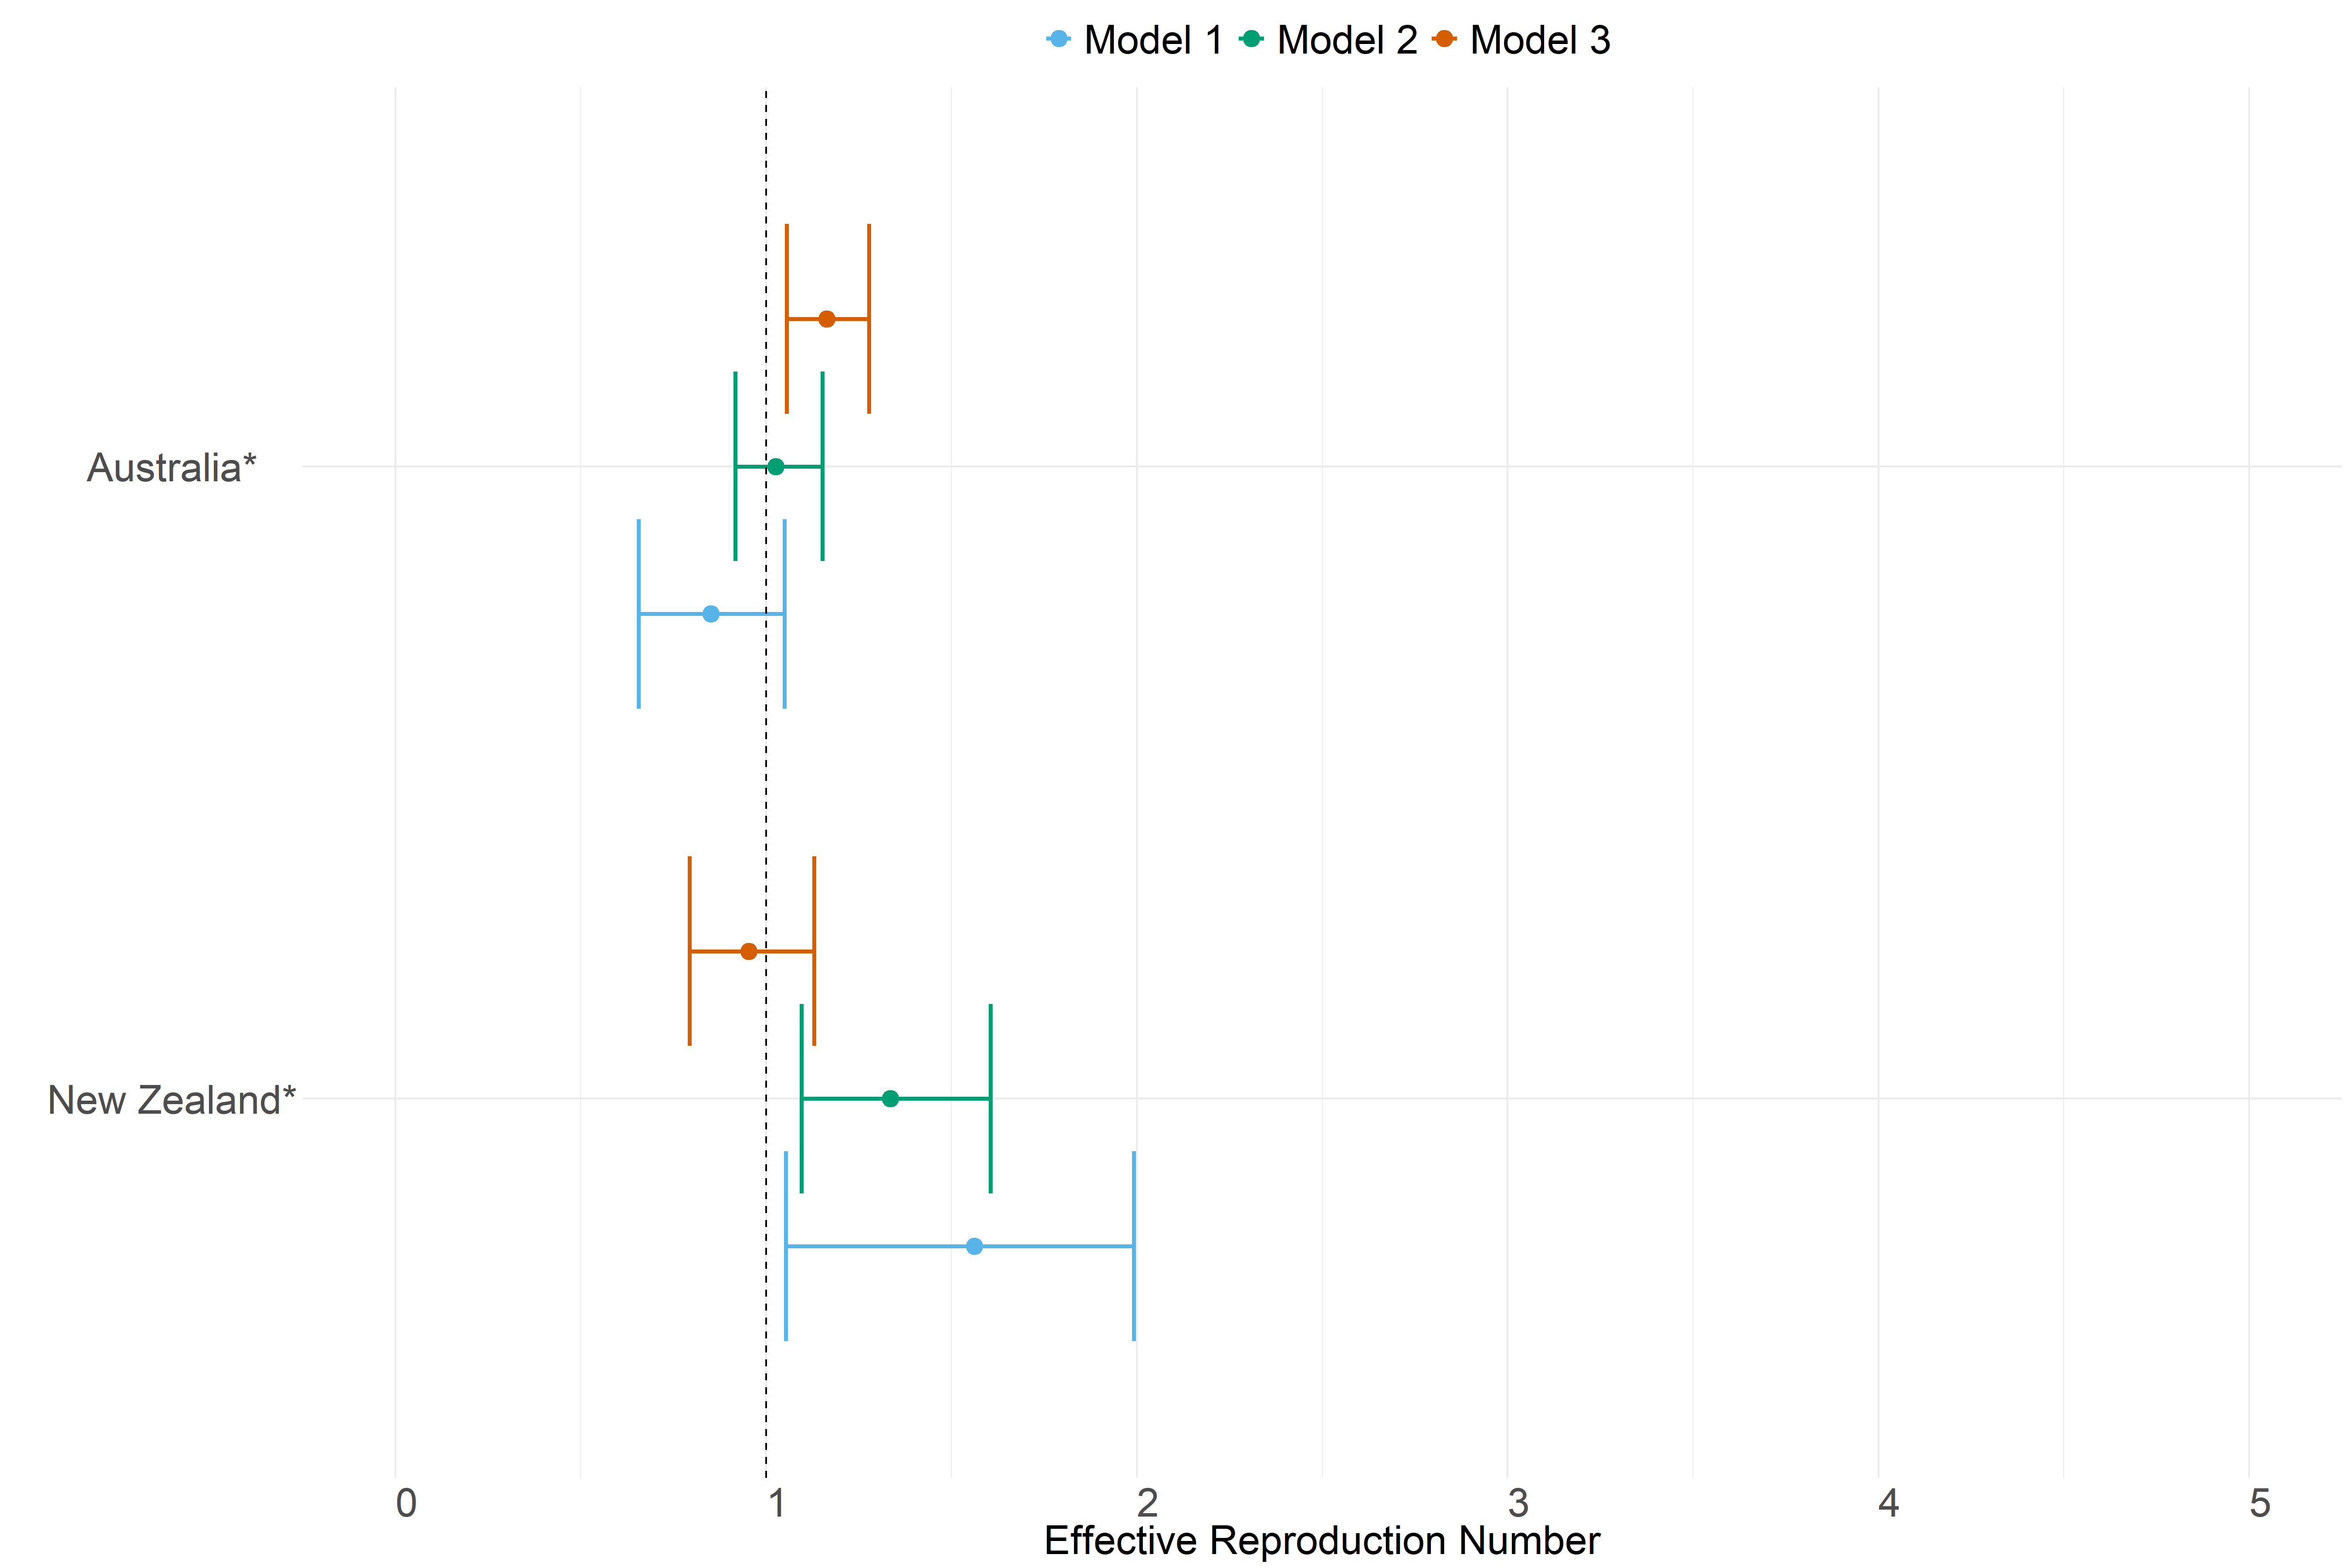 Model 1 Model 2 Model 3
Australia*
New Zealand*
0 1 2 3 4 5
Effective Reproduction Number